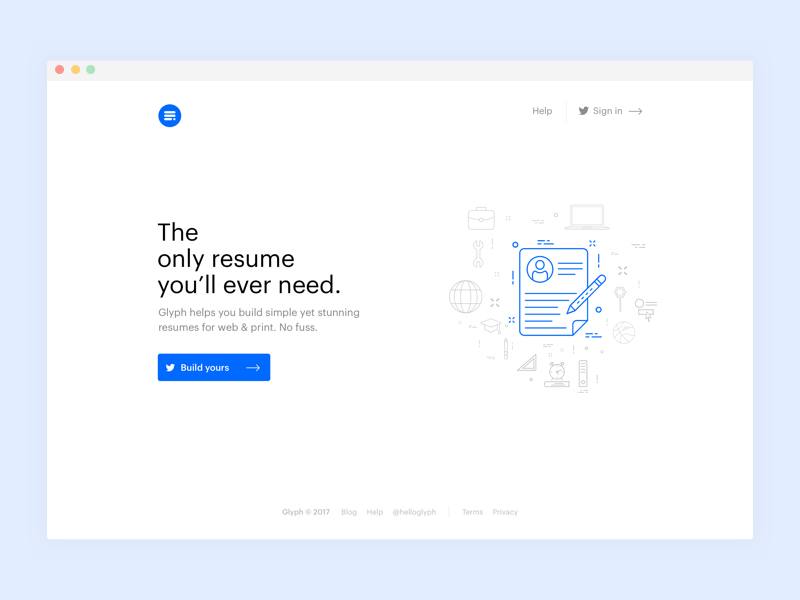 Help
Sign in
The
only resume
you’ll ever need.
Glyph helps you build simple yet stunning
resumes for web & print. No fuss.
Build yours
Glyph © 2017 Blog Help @helloglyph Terms Privacy